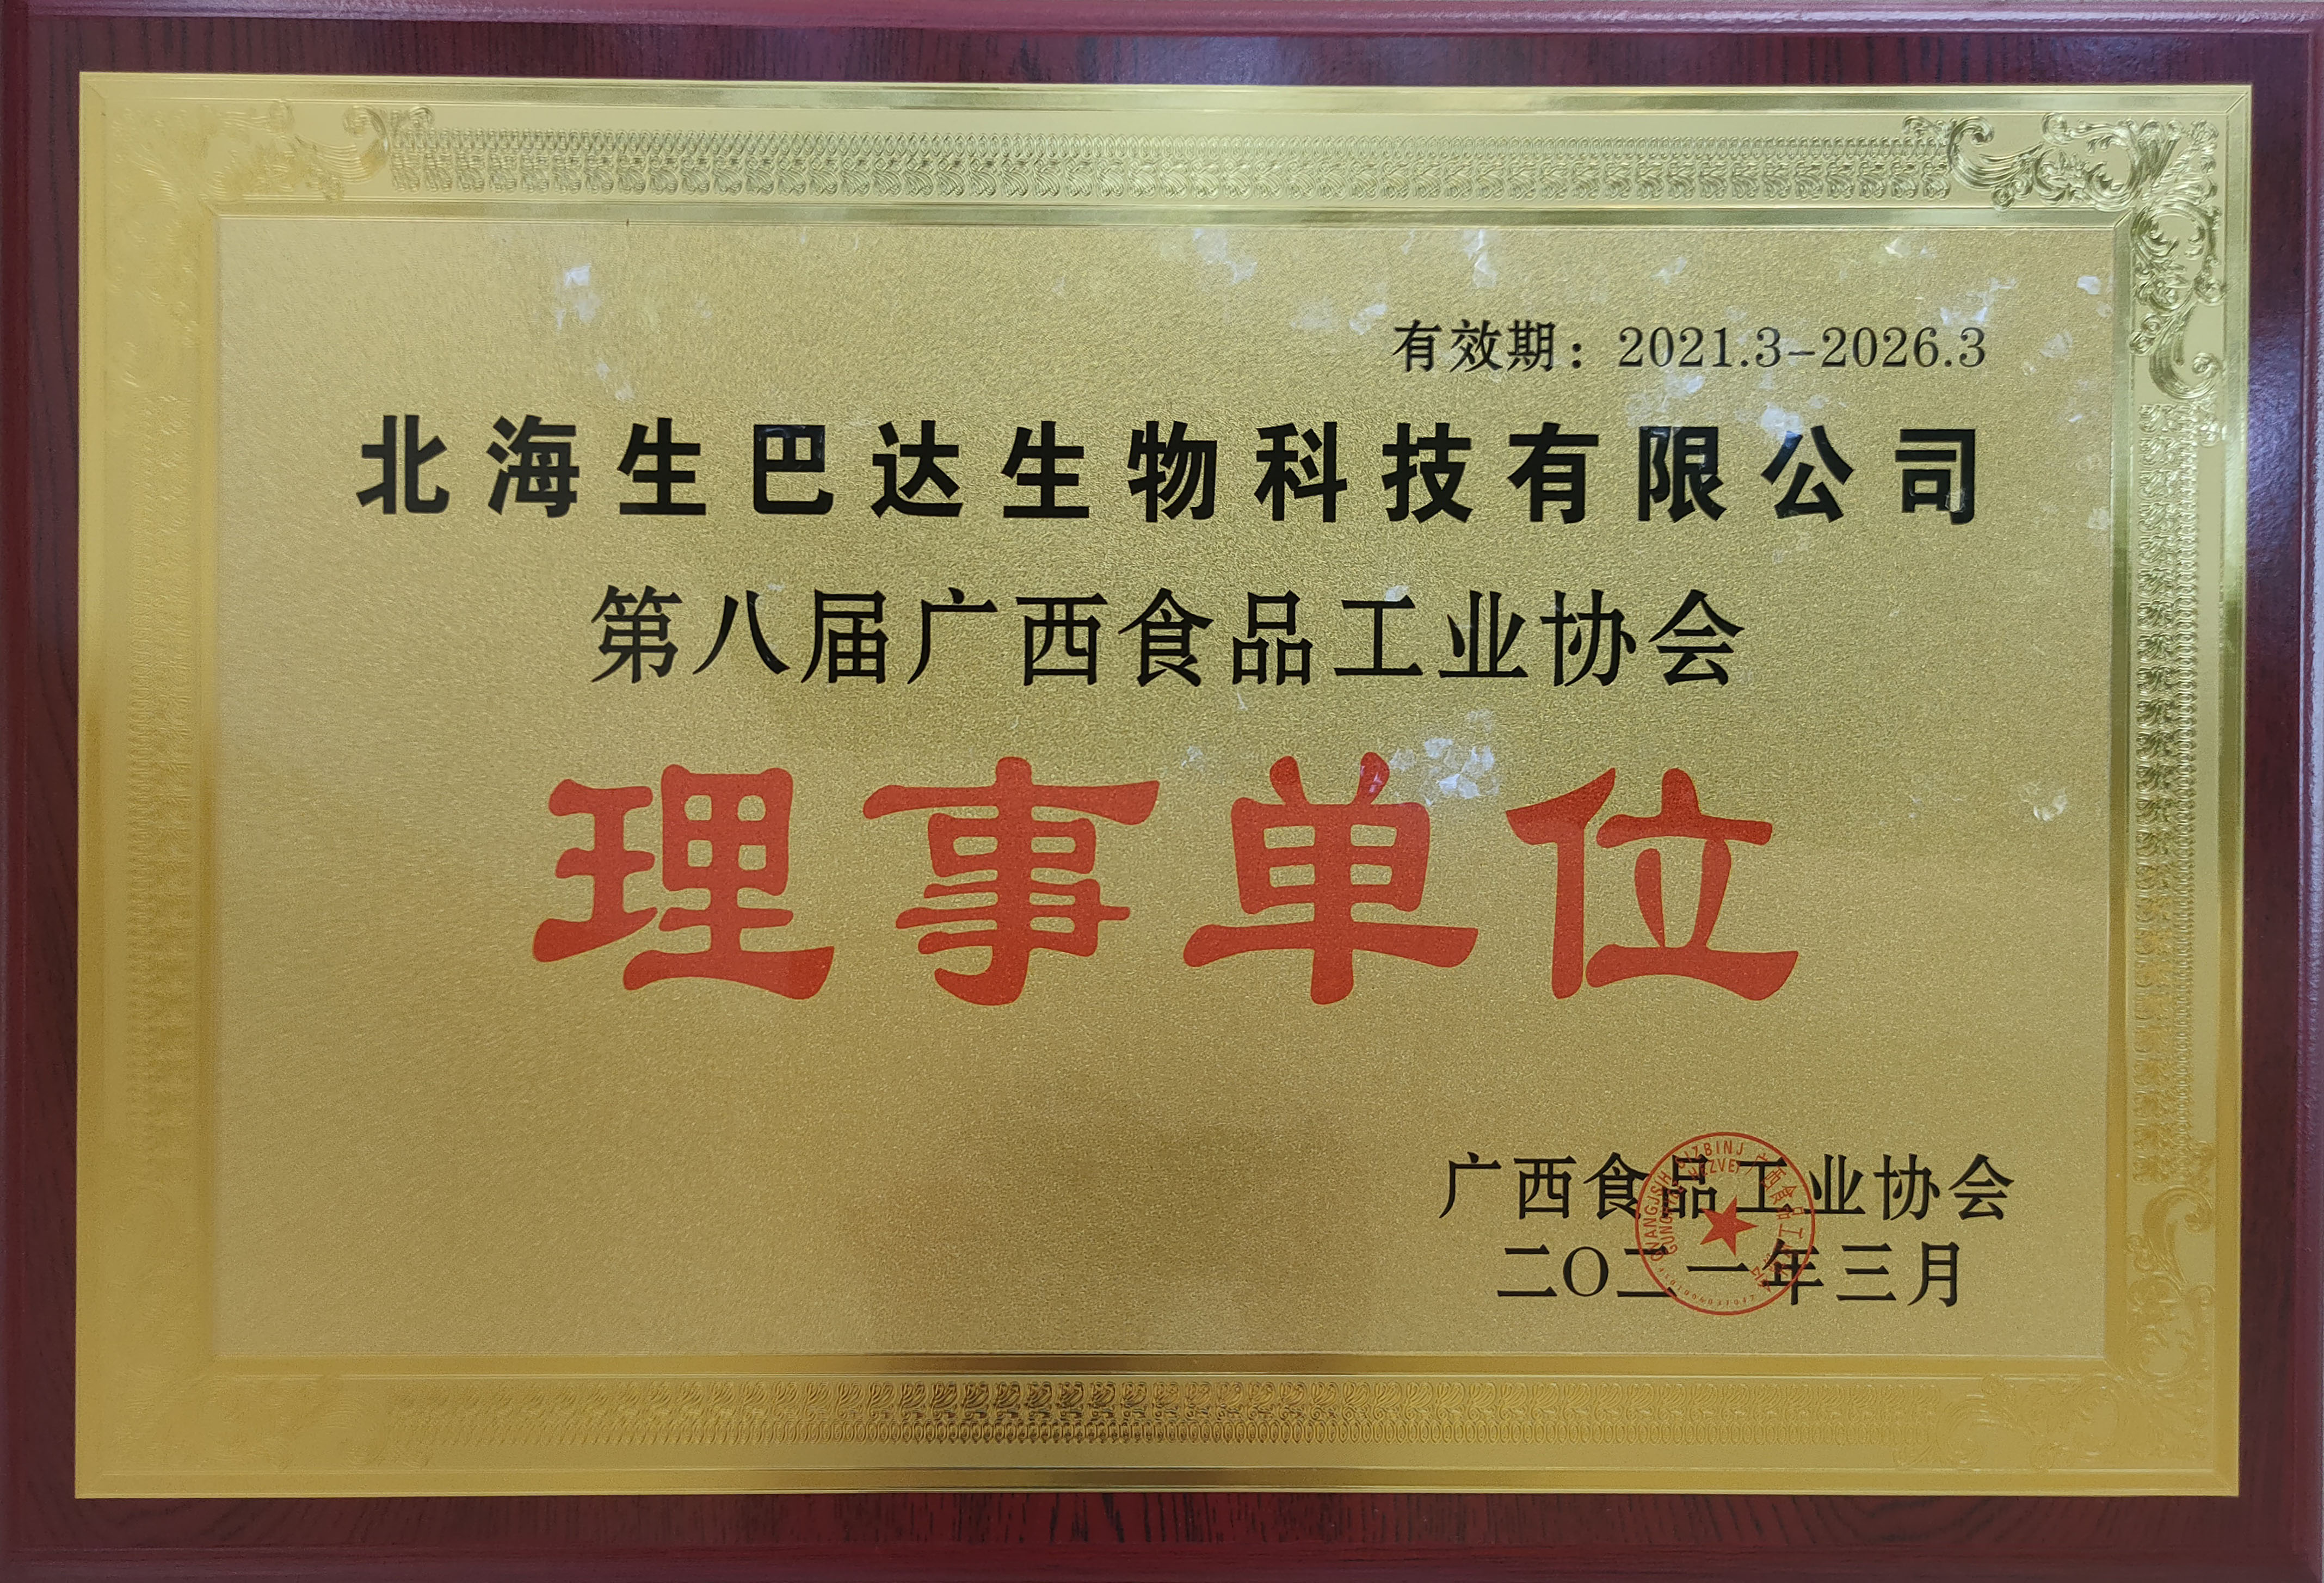 有效期：2021.3-2026.3
北海生巴达生物科技有限公司
第八届广西食品工业协会
理事单位
广西食品工业协会
二〇二一年三月